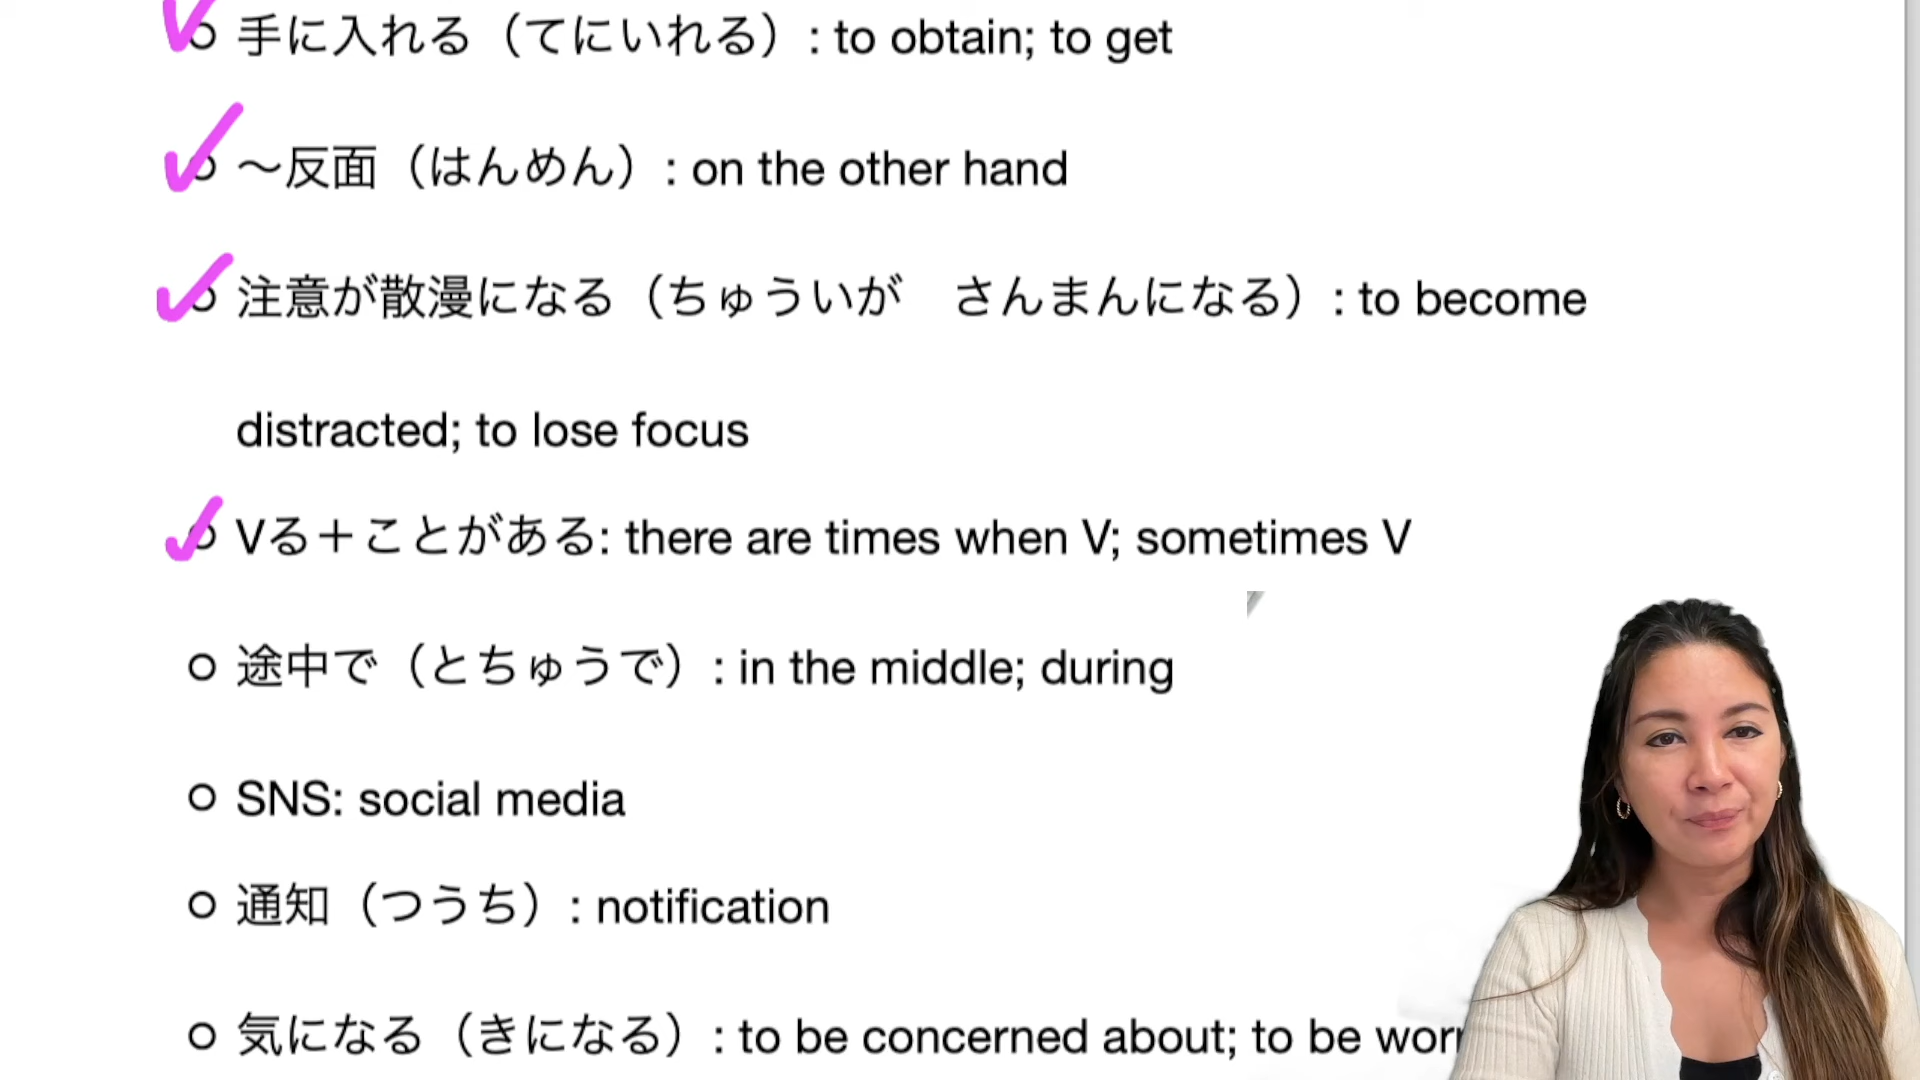 手に入れる（てにいれる）: to obtain; to get
～反面（はんめん）: on the other hand
注意が散漫になる（ちゅういが　さんまんになる）: to become
distracted; to lose focus
Vる＋ことがある: there are times when V; sometimes V
途中で（とちゅうで）: in the middle; during
SNS: social media
通知（つうち）: notification
気になる（きになる）: to be concerned about; to be